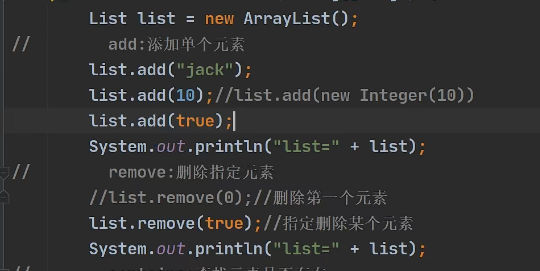 List list = new ArrayList();
// add:添加单个元素
list.add("jack");
list.add(10);//list.add(new Integer(10))
list.add(true);
System.out.println("list=" + list);
// remove:删除指定元素
//list.remove(0);//删除第一个元素
list.remove(true);//指定删除某个元素
System.out.println("list=" + list);
//